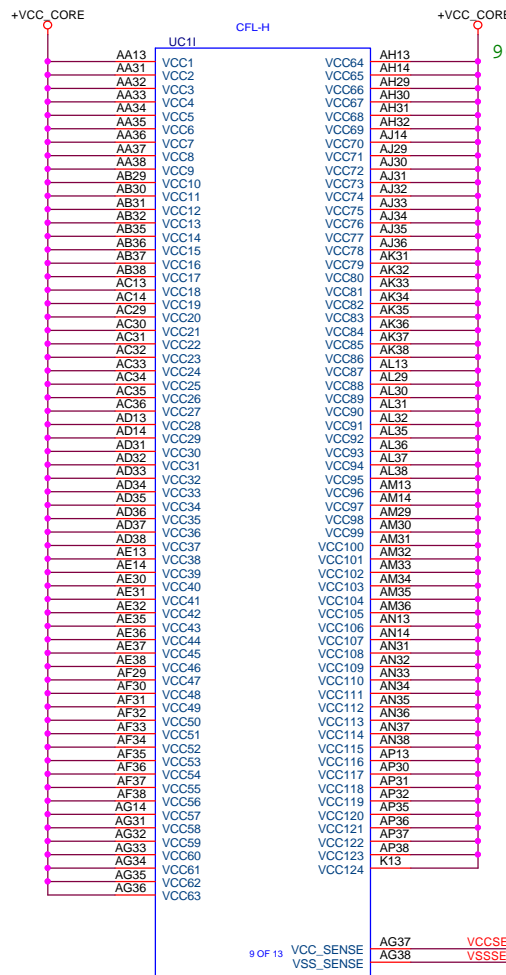 +VCC_CORE +VCC_CORE
CFL-H
UC1I
9
AA13 VCC1 VCC64 AH13
AA31 VCC2 VCC65 AH14
AA32 VCC3 VCC66 AH29
AA33 VCC4 VCC67 AH30
AA34 VCC5 VCC68 AH31
AA35 VCC6 VCC69 AH32
AA36 VCC7 VCC70 AJ14
AA37 VCC8 VCC71 AJ29
AA38 VCC9 VCC72 AJ30
AB29 VCC10 VCC73 AJ31
AB30 VCC11 VCC74 AJ32
AB31 VCC12 VCC75 AJ33
AB32 VCC13 VCC76 AJ34
AB35 VCC14 VCC77 AJ35
AB36 VCC15 VCC78 AJ36
AB37 VCC16 VCC79 AK31
AB38 VCC17 VCC80 AK32
AC13 VCC18 VCC81 AK33
AC14 VCC19 VCC82 AK34
AC29 VCC20 VCC83 AK35
AC30 VCC21 VCC84 AK36
AC31 VCC22 VCC85 AK37
AC32 VCC23 VCC86 AK38
AC33 VCC24 VCC87 AL13
AC34 VCC25 VCC88 AL29
AC35 VCC26 VCC89 AL30
AC36 VCC27 VCC90 AL31
AD13 VCC28 VCC91 AL32
AD14 VCC29 VCC92 AL35
AD31 VCC30 VCC93 AL36
AD32 VCC31 VCC94 AL37
AD33 VCC32 VCC95 AL38
AD34 VCC33 VCC96 AM13
AD35 VCC34 VCC97 AM14
AD36 VCC35 VCC98 AM29
AD37 VCC36 VCC99 AM30
AD38 VCC37 VCC100 AM31
AE13 VCC38 VCC101 AM32
AE14 VCC39 VCC102 AM33
AE30 VCC40 VCC103 AM34
AE31 VCC41 VCC104 AM35
AE32 VCC42 VCC105 AM36
AE35 VCC43 VCC106 AN13
AE36 VCC44 VCC107 AN14
AE37 VCC45 VCC108 AN31
AE38 VCC46 VCC109 AN32
AF29 VCC47 VCC110 AN33
AF30 VCC48 VCC111 AN34
AF31 VCC49 VCC112 AN35
AF32 VCC50 VCC113 AN36
AF33 VCC51 VCC114 AN37
AF34 VCC52 VCC115 AN38
AF35 VCC53 VCC116 AP13
AF36 VCC54 VCC117 AP30
AF37 VCC55 VCC118 AP31
AF38 VCC56 VCC119 AP32
AG14 VCC57 VCC120 AP35
AG31 VCC58 VCC121 AP36
AG32 VCC59 VCC122 AP37
AG33 VCC60 VCC123 AP38
AG34 VCC61 VCC124 K13
AG35 VCC62
AG36 VCC63
VCC_SENSE AG37 VCCSE
9 OF 13
VSS_SENSE AG38 VSSSE